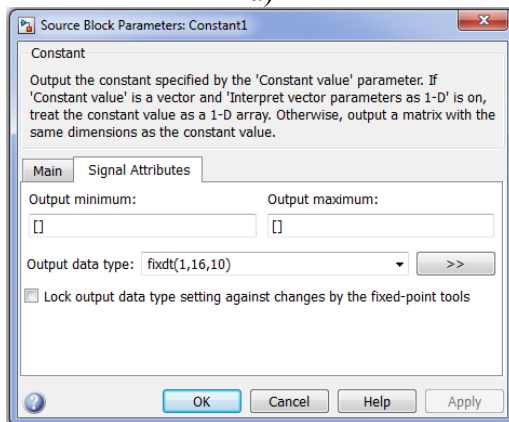 Source Block Parameters: Constant1
Constant
Output the constant specified by the 'Constant value' parameter. If
'Constant value' is a vector and 'Interpret vector parameters as 1-D' is on,
treat the constant value as a 1-D array. Otherwise, output a matrix with the
same dimensions as the constant value.
Main Signal Attributes
Output minimum: Output maximum:
[] []
Output data type: fixdt(1,16,10) >>
Lock output data type setting against changes by the fixed-point tools
OK Cancel Help Apply